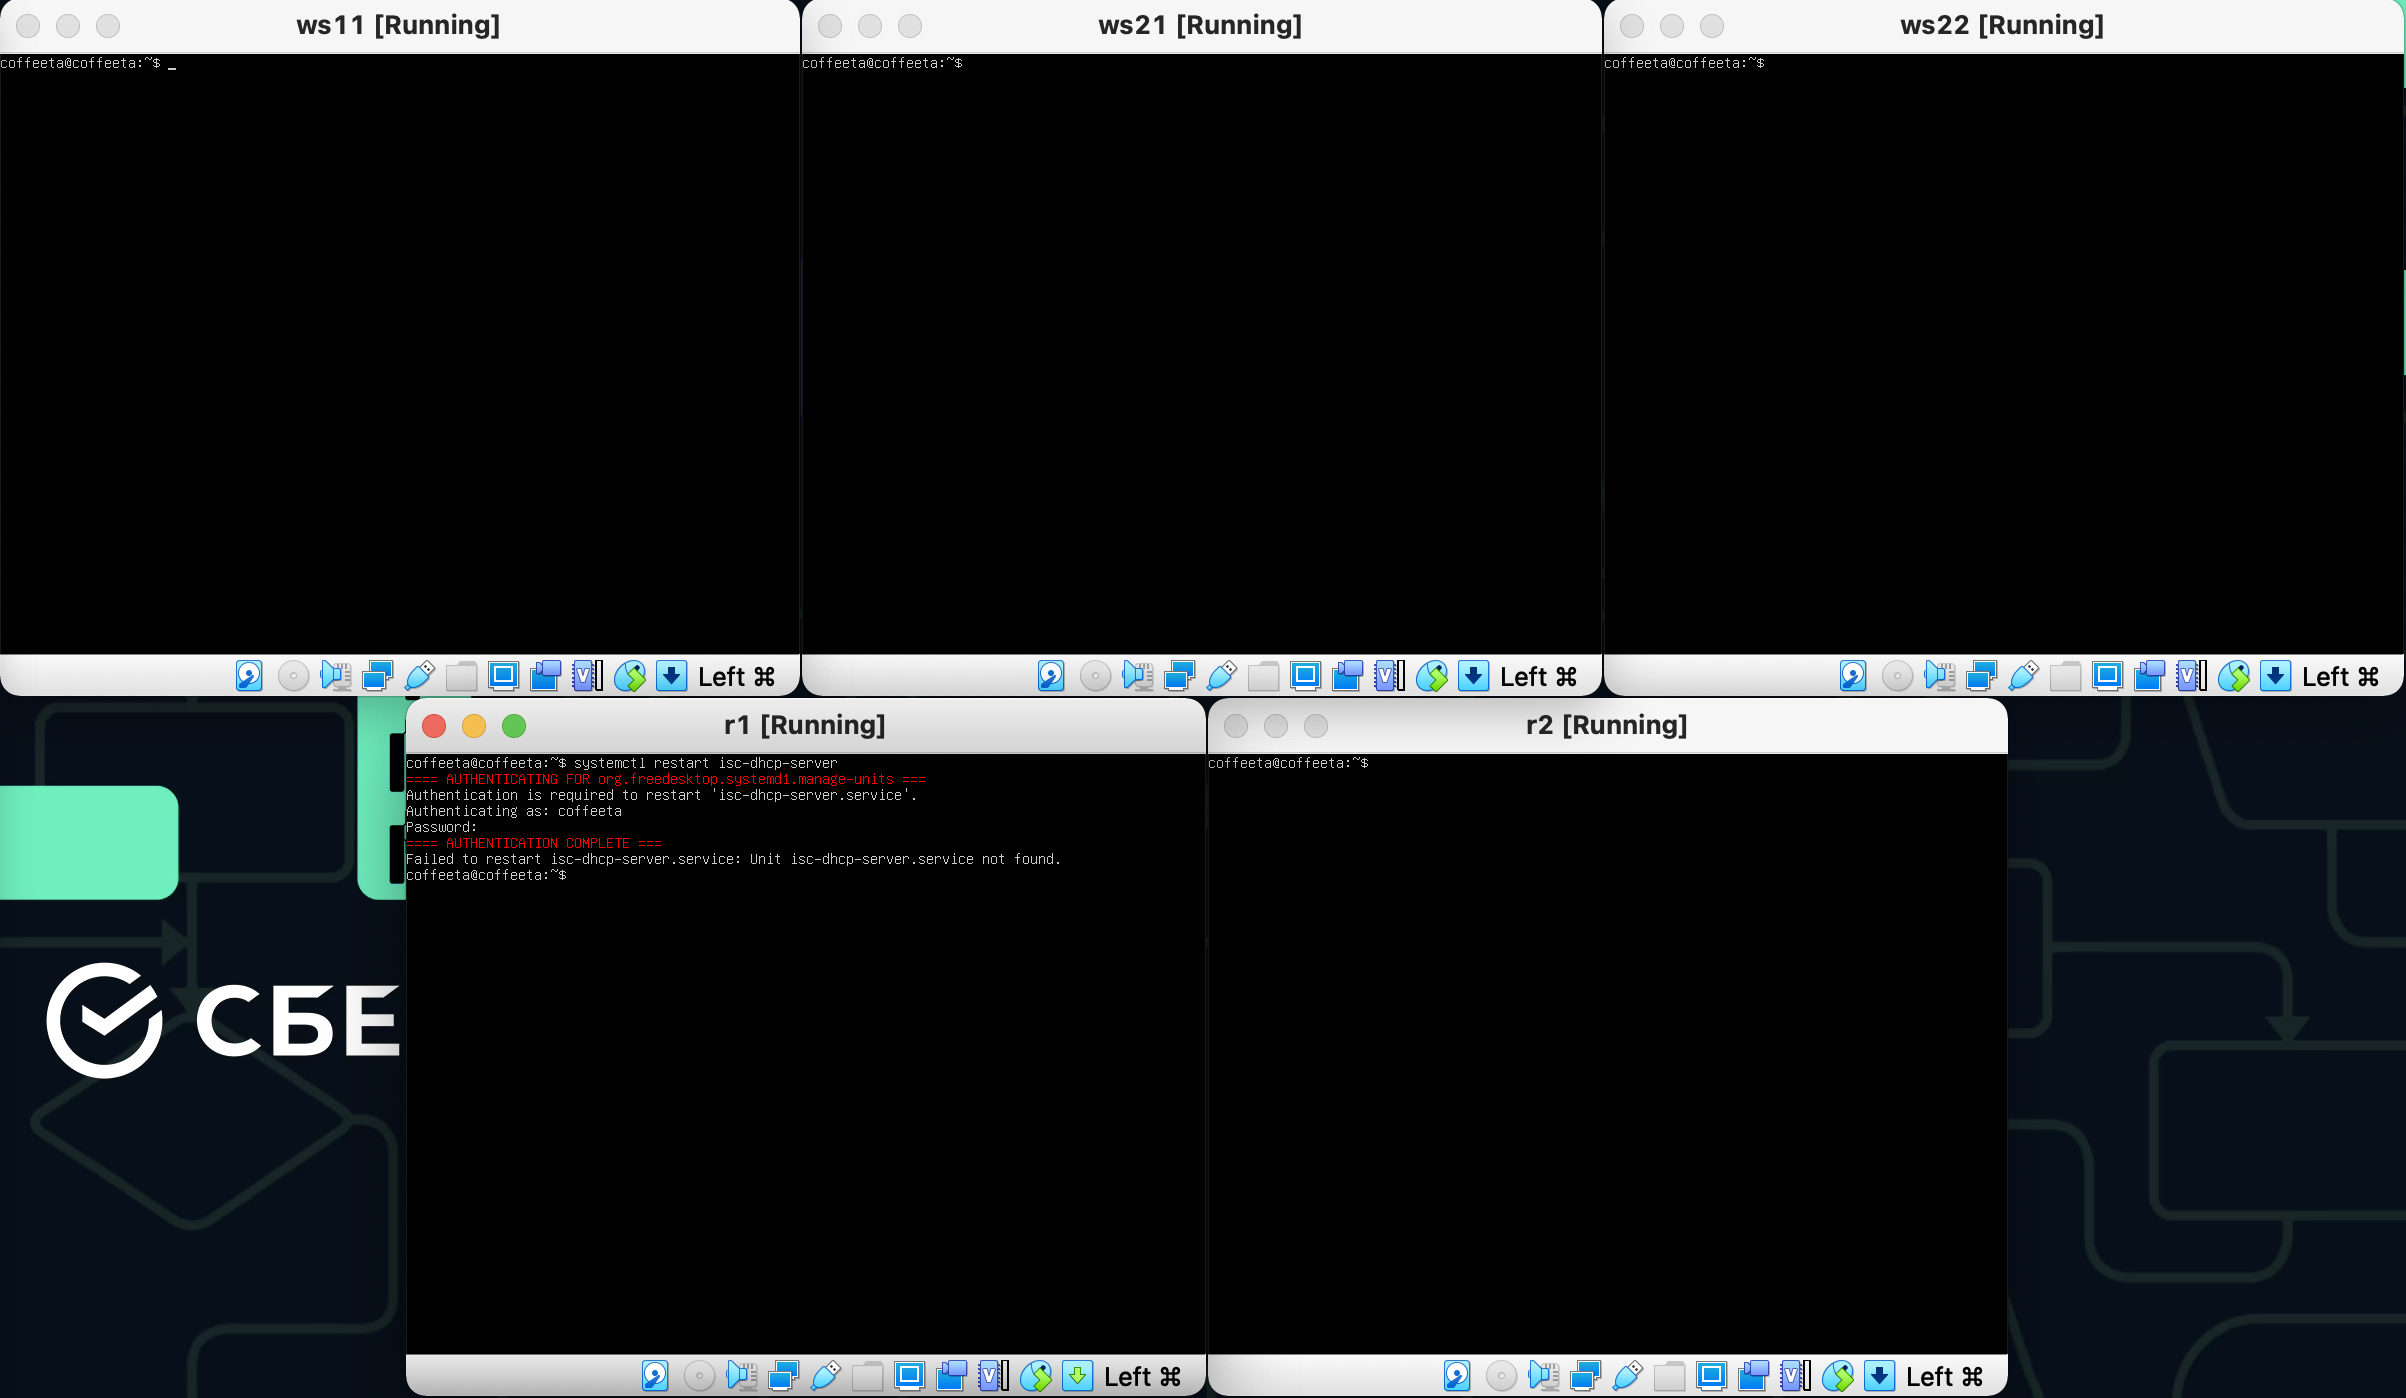 ws11 [Running]
coffeeta@coffeeta:~$ _
Left ⌘
ws21 [Running]
coffeeta@coffeeta:~$
Left ⌘
ws22 [Running]
coffeeta@coffeeta:~$
Left ⌘
r1 [Running]
coffeeta@coffeeta:~$ systemctl restart isc-dhcp-server
==== AUTHENTICATING FOR org.freedesktop.systemd1.manage-units ===
Authentication is required to restart 'isc-dhcp-server.service'.
Authenticating as: coffeeta
Password:
==== AUTHENTICATION COMPLETE ===
Failed to restart isc-dhcp-server.service: Unit isc-dhcp-server.service not found.
coffeeta@coffeeta:~$
Left ⌘
r2 [Running]
coffeeta@coffeeta:~$
Left ⌘
СБЕ